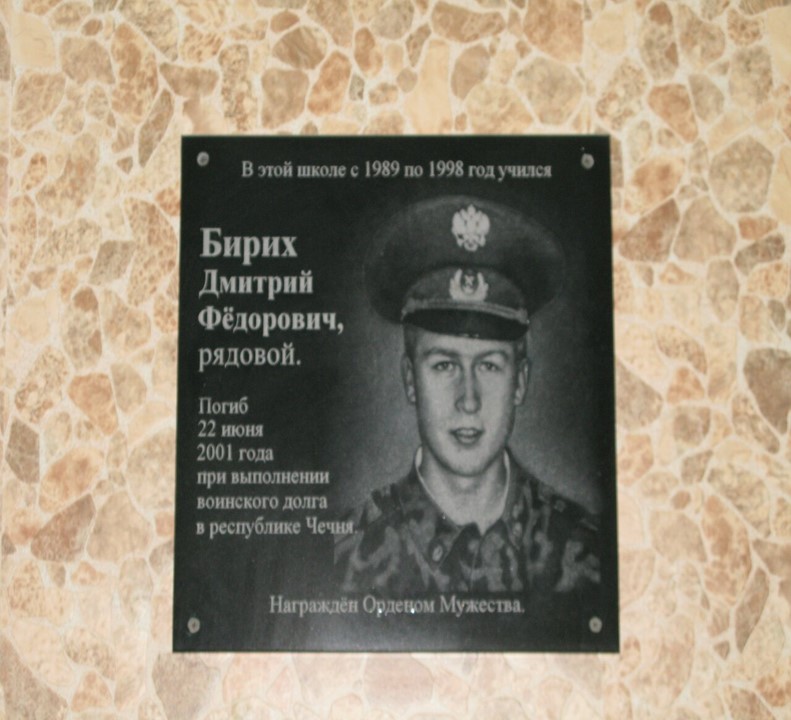 В этой школе с 1989 по 1998 год учился
Бирих
Дмитрий
Фёдорович,
рядовой.
Погиб
22 июня
2001 года
при выполнении
воинского долга
в республике Чечня.
Награждён Орденом Мужества.